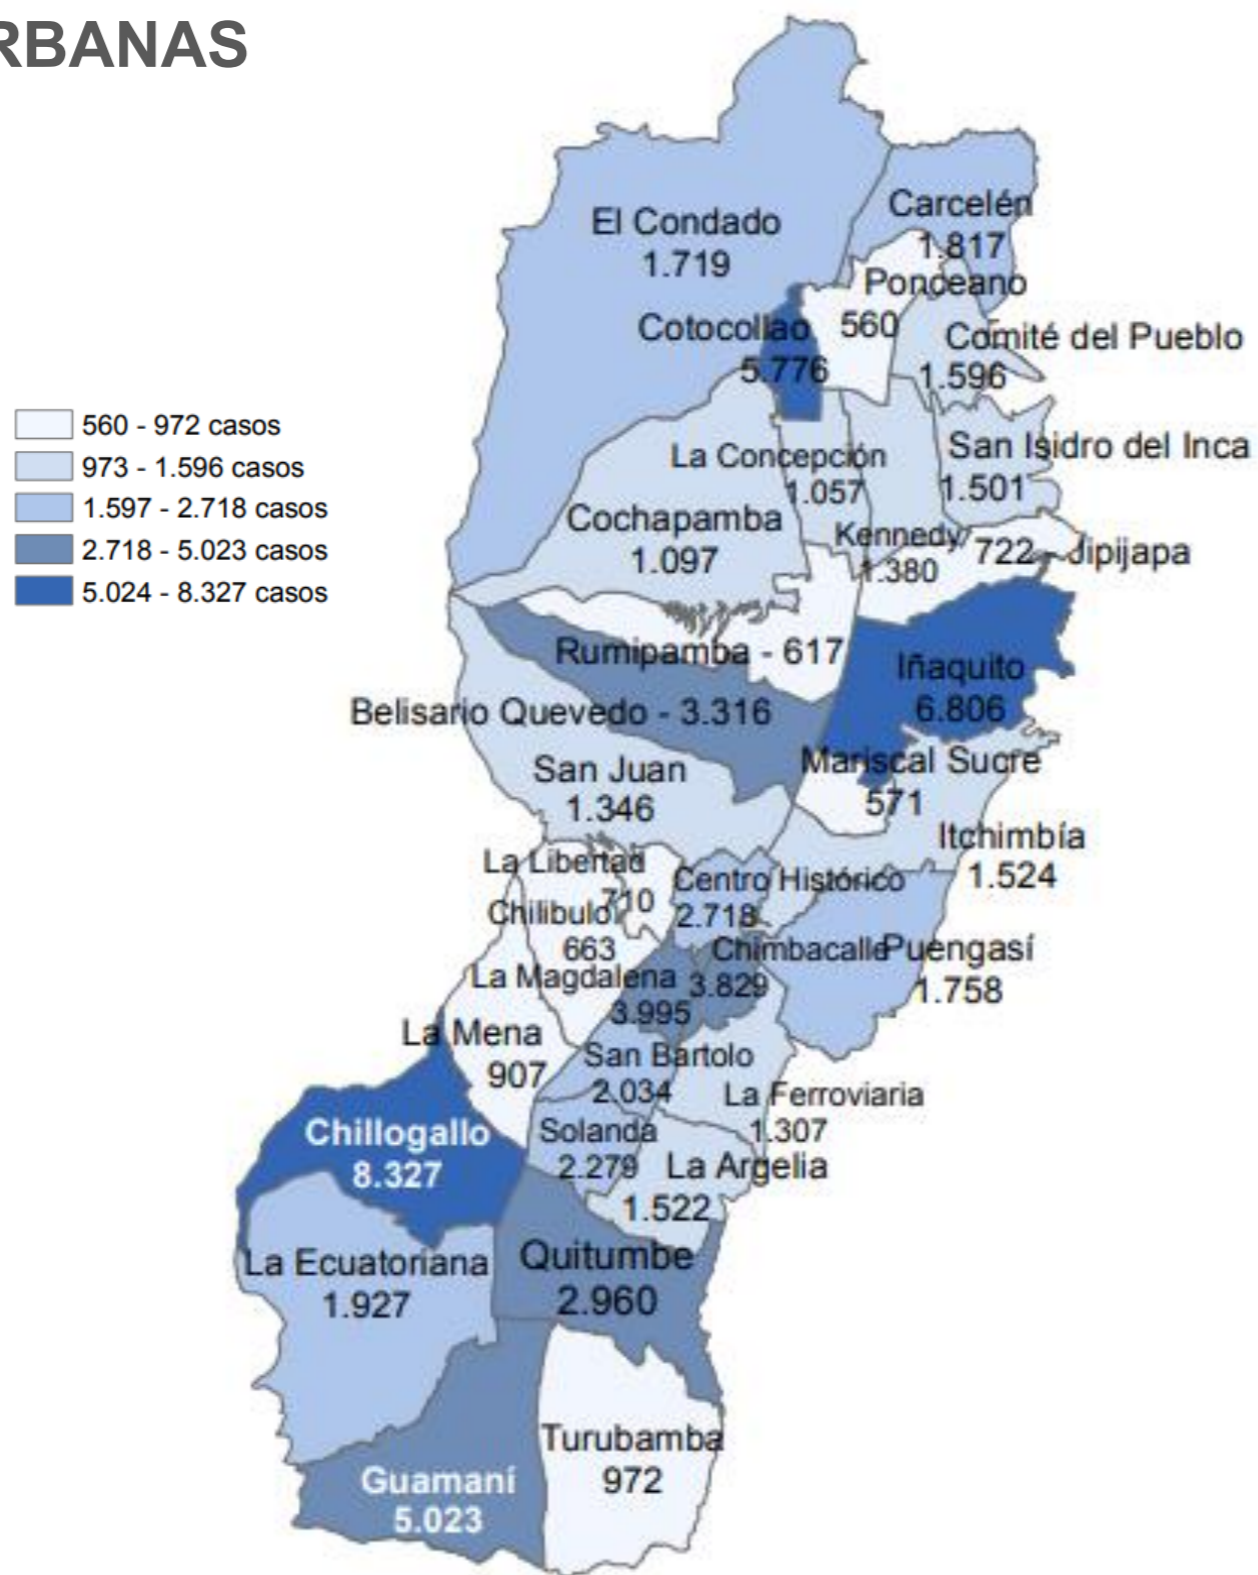 RBANAS
El Condado
1.719
Carcelén
1.817
Ponceano
560
Cotocollao
5.776
Comité del Pueblo
1.596
560 - 972 casos
973 - 1.596 casos
1.597 - 2.718 casos
2.718 - 5.023 casos
5.024 - 8.327 casos
La Concepción
1.057
San Isidro del Inca
1.501
Cochapamba
1.097
Kennedy
1.380
722 - Jipijapa
Rumipamba - 617
Iñaquito
6.806
Belisario Quevedo - 3.316
Mariscal Sucre
571
San Juan
1.346
Itchimbía
1.524
La Libertad
710
Centro Histórico
2.718
Chilibulo
663
Chimbacalle
3.829
Puengasí
1.758
La Magdalena
3.995
La Mena
907
San Bartolo
2.034
La Ferroviaria
1.307
Chillogallo
8.327
Solanda
2.279
La Argelia
1.522
La Ecuatoriana
1.927
Quitumbe
2.960
Turubamba
972
Guamaní
5.023